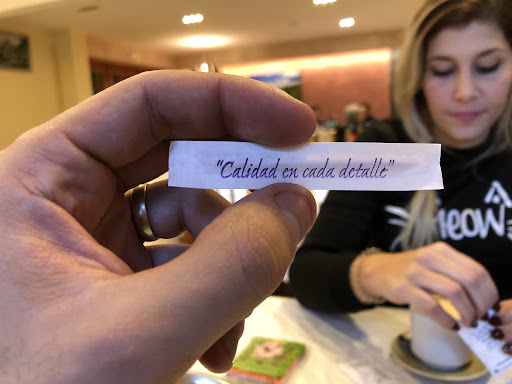 "Calidad en cada detalle"
meow